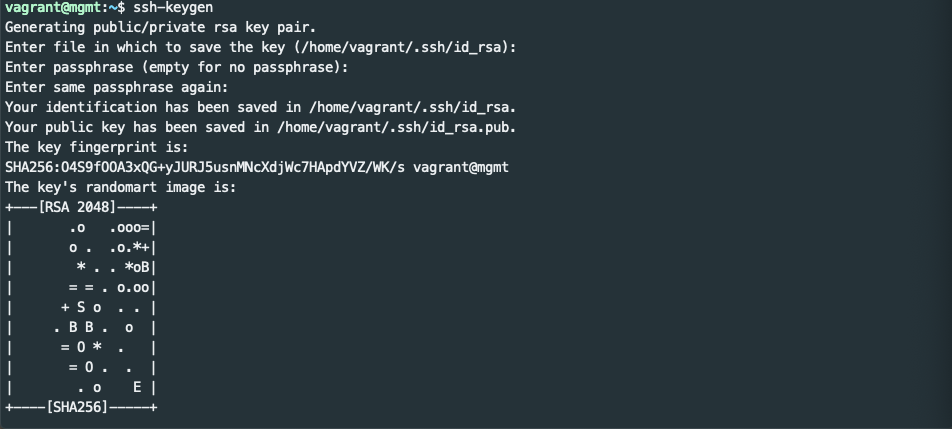 vagrant@mgmt:~$ ssh-keygen
Generating public/private rsa key pair.
Enter file in which to save the key (/home/vagrant/.ssh/id_rsa):
Enter passphrase (empty for no passphrase):
Enter same passphrase again:
Your identification has been saved in /home/vagrant/.ssh/id_rsa.
Your public key has been saved in /home/vagrant/.ssh/id_rsa.pub.
The key fingerprint is:
SHA256:O4S9fOOA3xQG+yJURJ5usnMNcXdjWc7HApdYVZ/WK/s vagrant@mgmt
The key's randomart image is:
+---[RSA 2048]----+
|       .o   .ooo=|
|       o .  .o.*+|
|        * . . *oB|
|       = = . o.oo|
|      + S o  . . |
|     . B B .  o  |
|      = O *  .   |
|       = O .  .  |
|        . o    E |
+----[SHA256]-----+